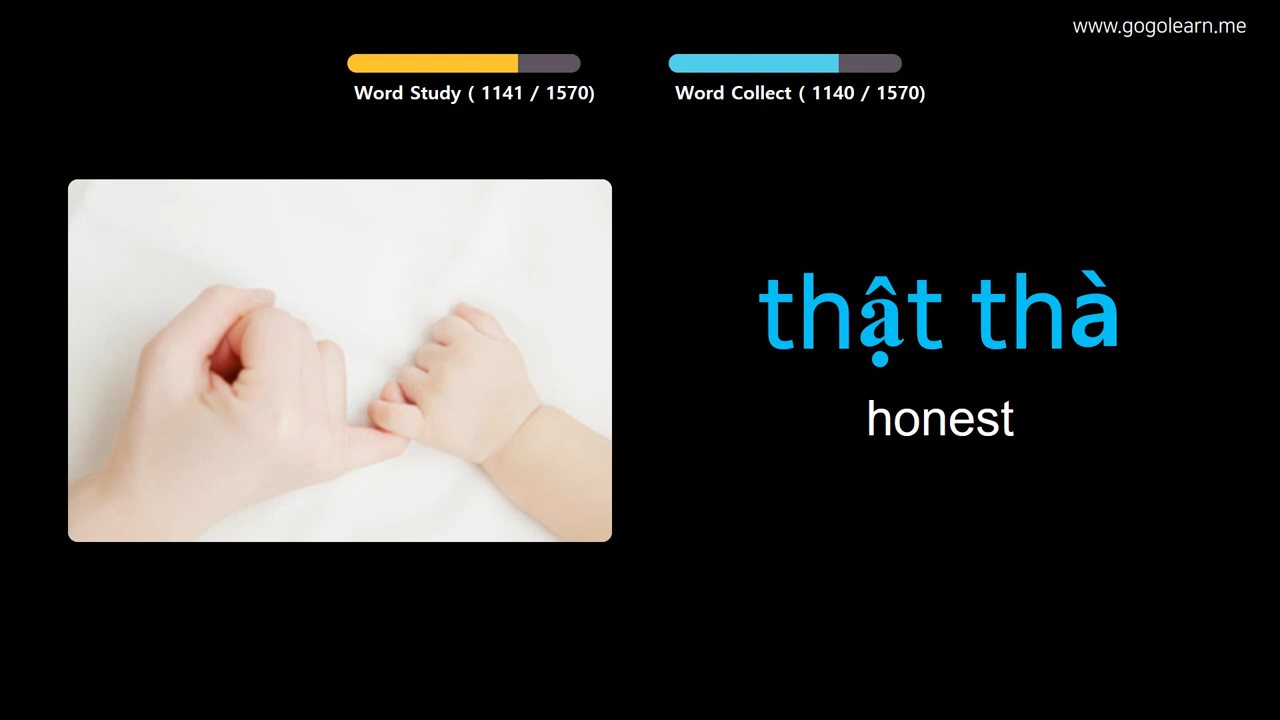 www.gogolearn.me
Word Study ( 1141 / 1570)
Word Collect ( 1140 / 1570)
thật thà
honest